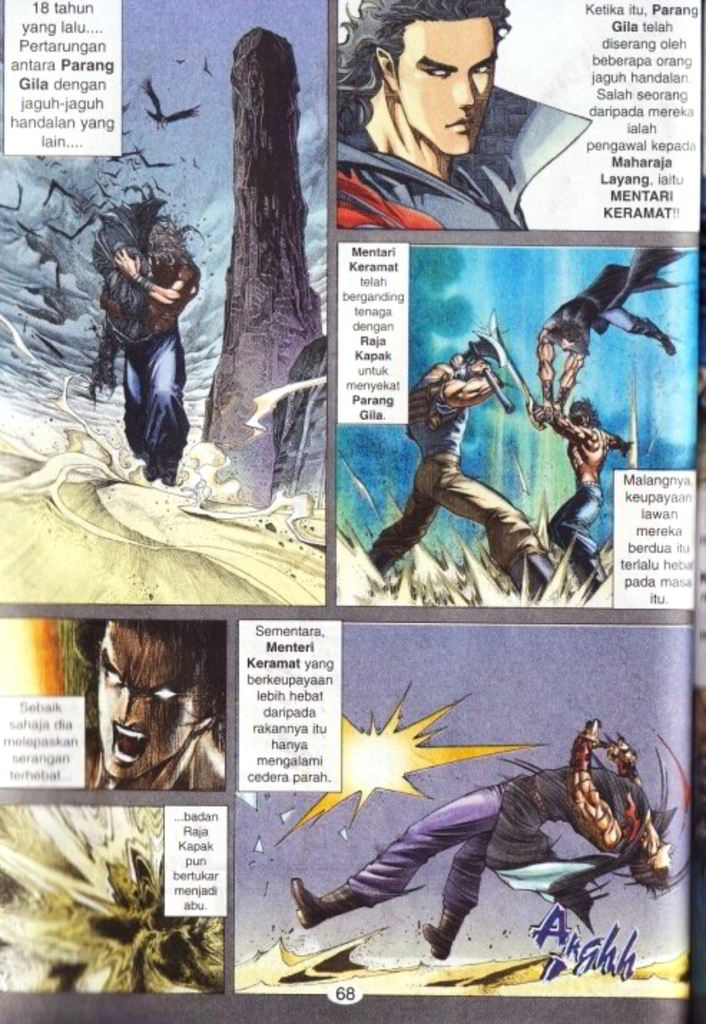 18 tahun
yang lalu....
Pertarungan
antara Parang
Gila dengan
jaguh-jaguh
handalan yang
lain....
Ketika itu, Parang
Gila telah
diserang oleh
beberapa orang
jaguh handalan.
Salah seorang
daripada mereka
ialah
pengawal kepada
Maharaja
Layang, iaitu
MENTARI
KERAMAT!!
Mentari
Keramat
telah
berganding
tenaga
dengan
Raja
Kapak
untuk
menyekat
Parang
Gila.
Malangnya,
keupayaan
lawan
mereka
berdua itu
terlalu hebat
pada masa
itu.
Sebaik
sahaja dia
melepaskan
serangan
terhebat...
...badan
Raja
Kapak
pun
bertukar
menjadi
abu.
Sementara,
Menteri
Keramat yang
berkeupayaan
lebih hebat
daripada
rakannya itu
hanya
mengalami
cedera parah.
Arghh
68